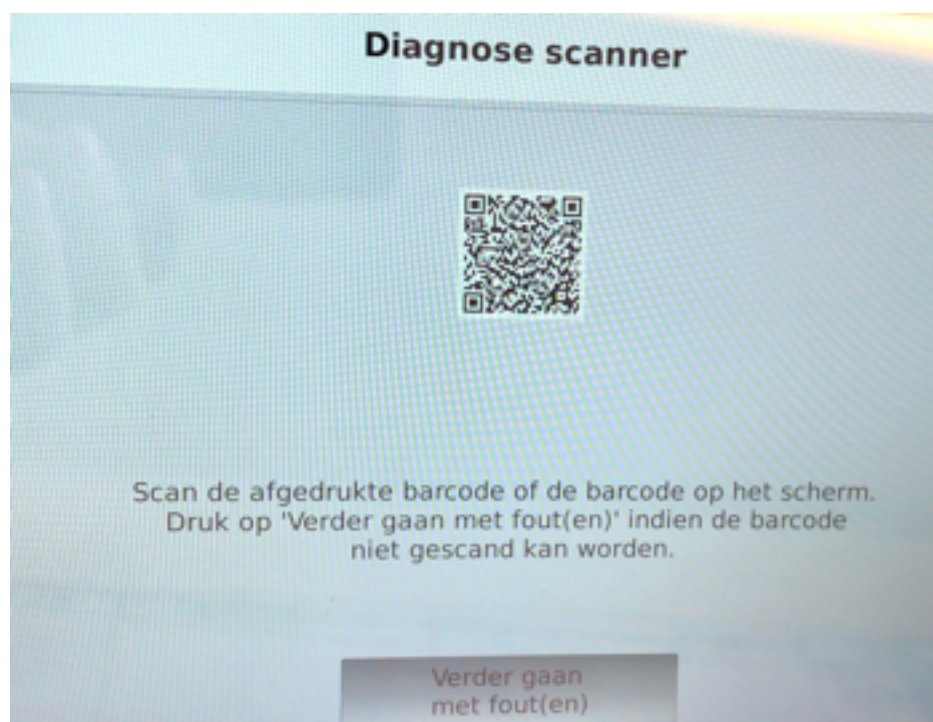 Diagnose scanner
Scan de afgedrukte barcode of de barcode op het scherm.
Druk op 'Verder gaan met fout(en)' indien de barcode
niet gescand kan worden.
Verder gaan
met fout(en)